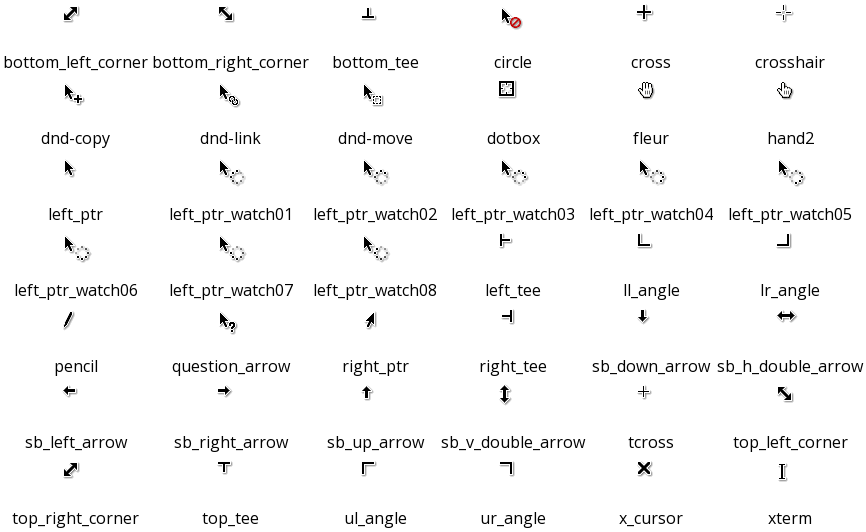 bottom_left_corner bottom_right_corner bottom_tee circle cross crosshair
dnd-copy dnd-link dnd-move dotbox fleur hand2
left_ptr left_ptr_watch01 left_ptr_watch02 left_ptr_watch03 left_ptr_watch04 left_ptr_watch05
left_ptr_watch06 left_ptr_watch07 left_ptr_watch08 left_tee ll_angle lr_angle
pencil question_arrow right_ptr right_tee sb_down_arrow sb_h_double_arrow
sb_left_arrow sb_right_arrow sb_up_arrow sb_v_double_arrow tcross top_left_corner
top_right_corner top_tee ul_angle ur_angle x_cursor xterm